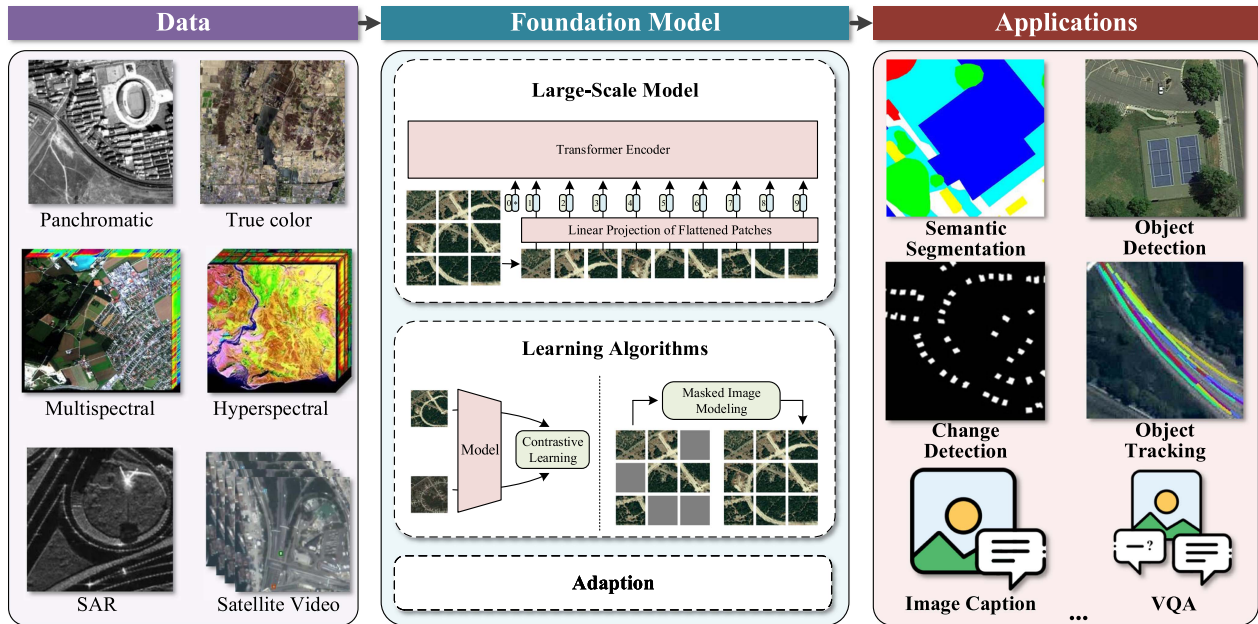 Data
Foundation Model
Applications
Panchromatic
True color
Multispectral
Hyperspectral
SAR
Satellite Video
Large-Scale Model
Transformer Encoder
0 * 1 2 3 4 5 6 7 8 9
Linear Projection of Flattened Patches
Learning Algorithms
Model
Contrastive
Learning
Masked Image
Modeling
Adaption
Semantic
Segmentation
Object
Detection
Change
Detection
Object
Tracking
?
Image Caption
...
VQA